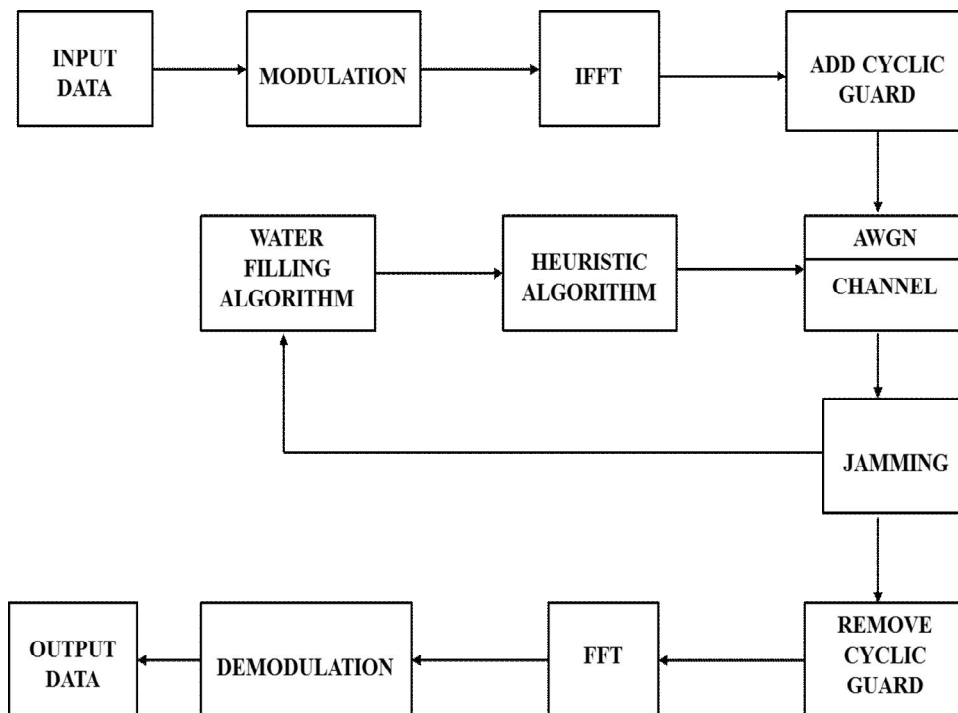 INPUT
DATA
MODULATION
IFFT
ADD CYCLIC
GUARD
WATER
FILLING
ALGORITHM
HEURISTIC
ALGORITHM
AWGN
CHANNEL
JAMMING
OUTPUT
DATA
DEMODULATION
FFT
REMOVE
CYCLIC
GUARD